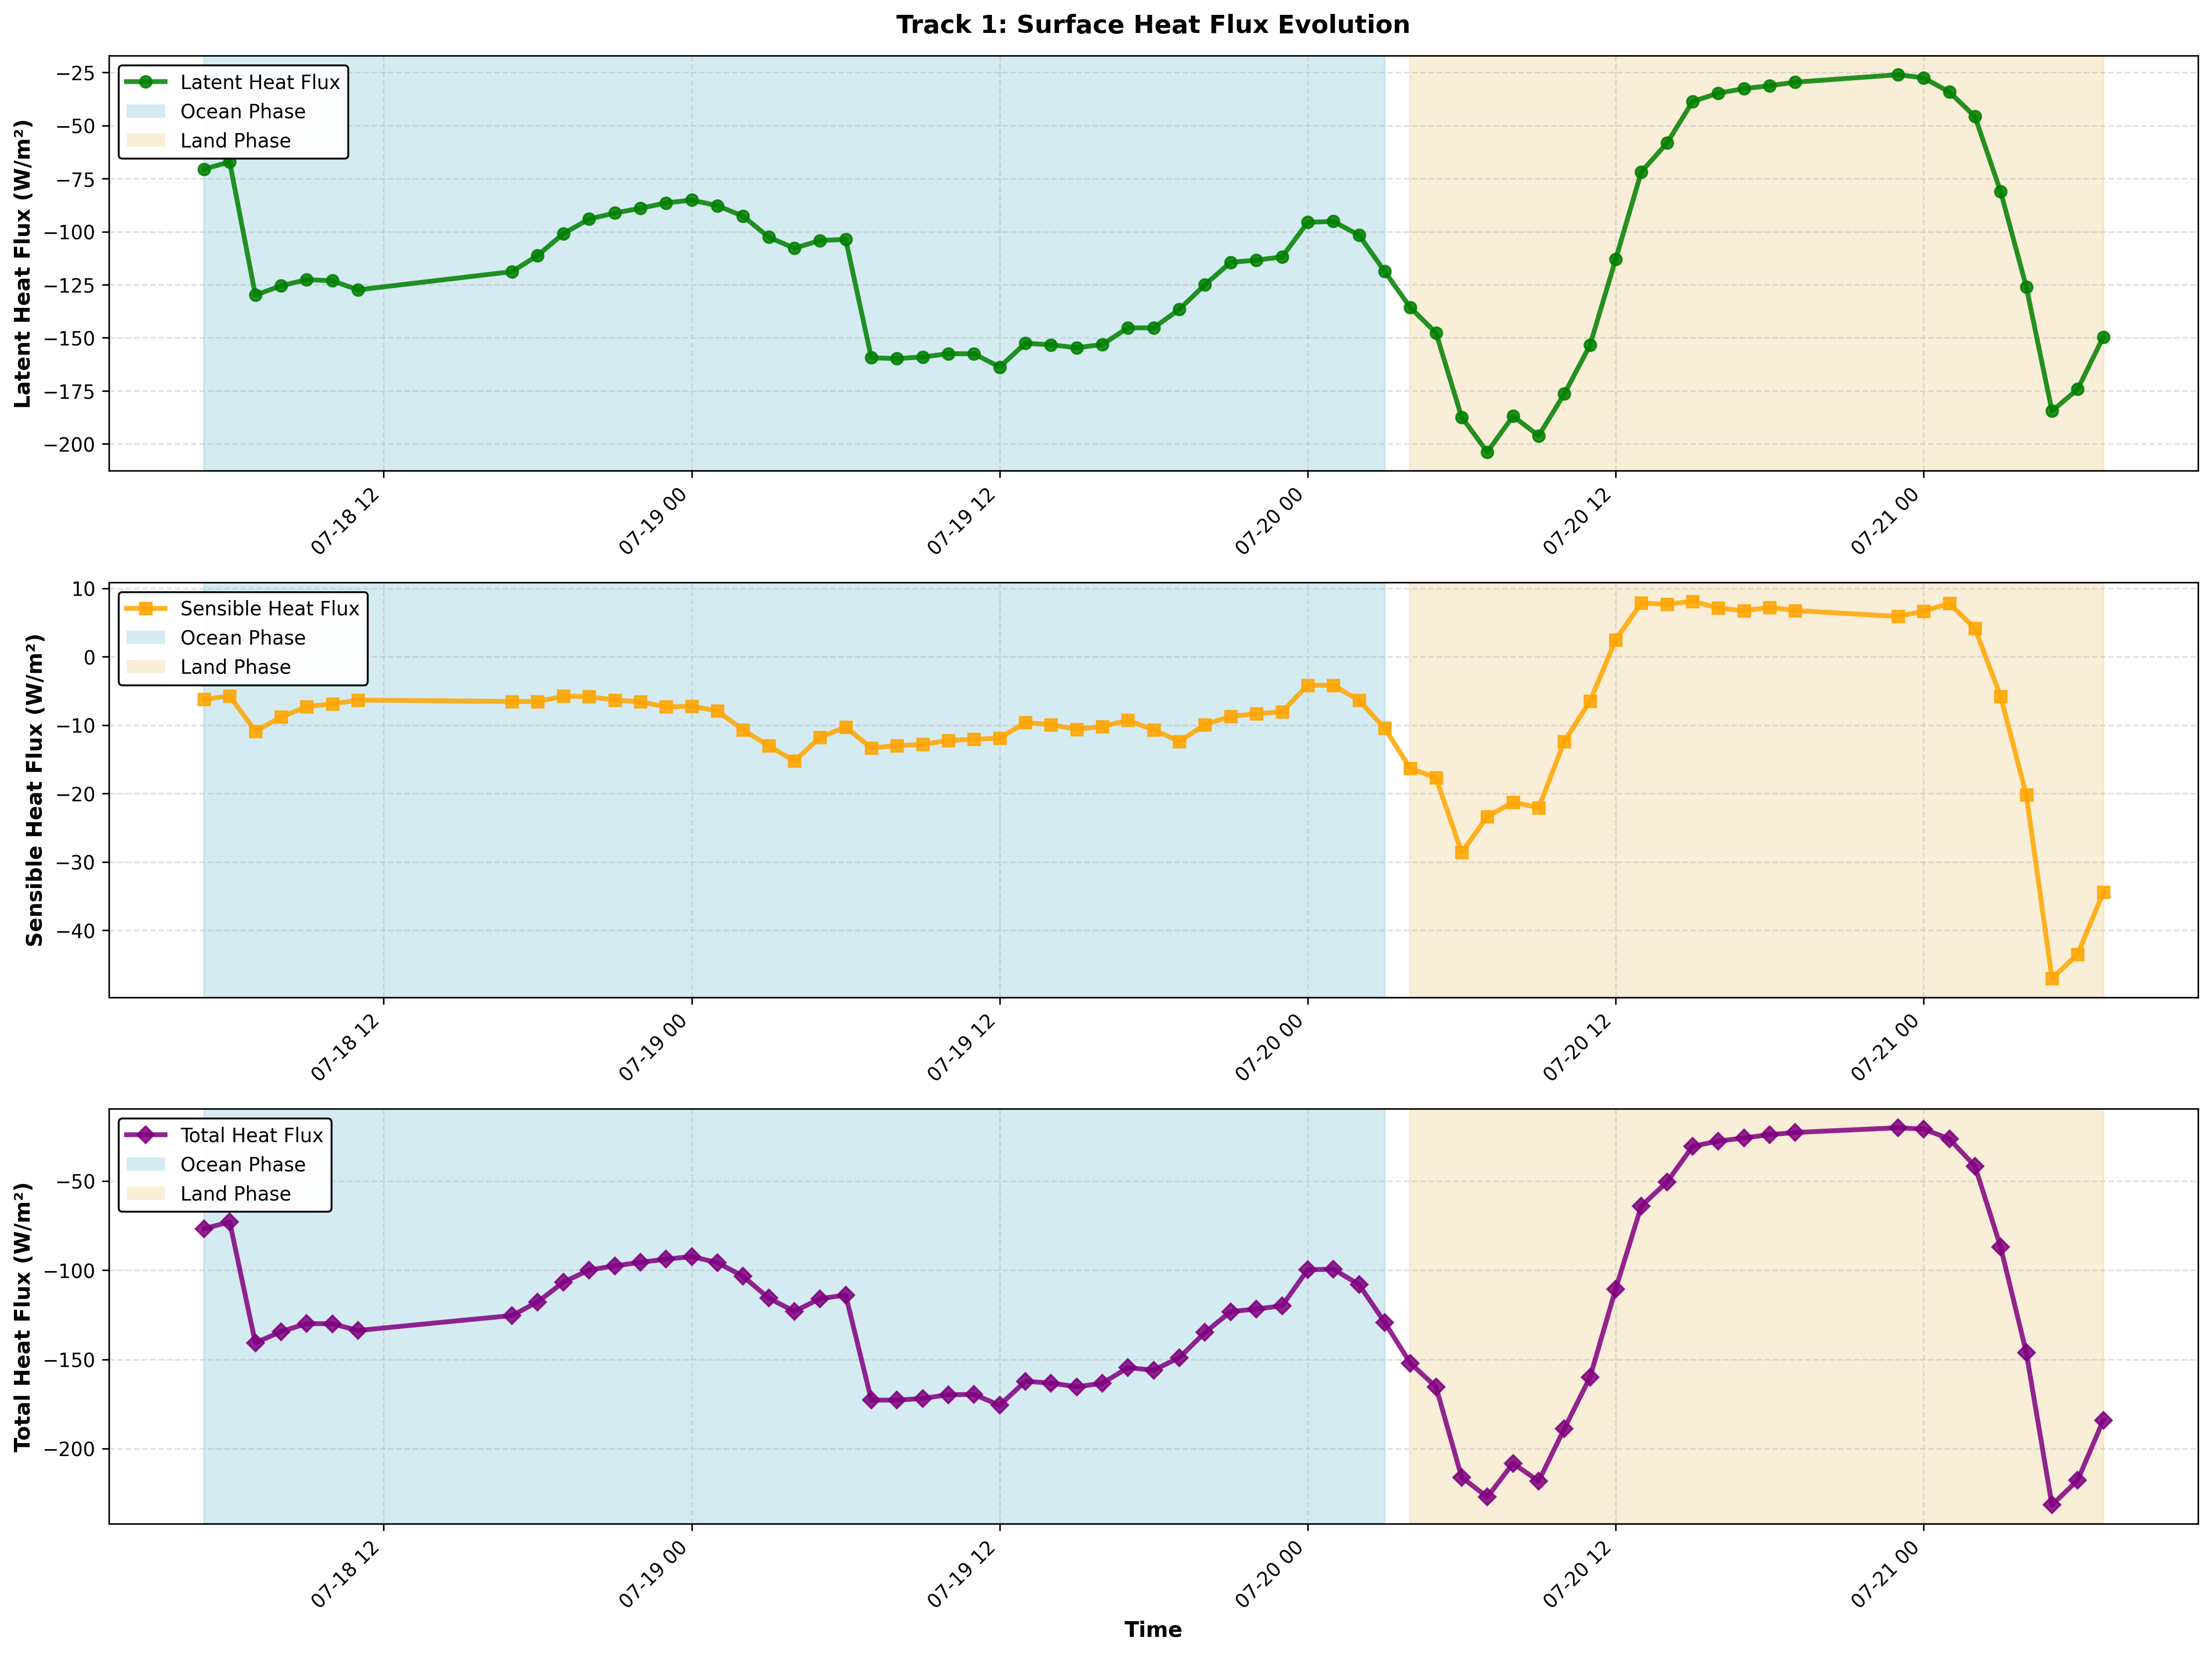 Track 1: Surface Heat Flux Evolution
Latent Heat Flux (W/m²)
−25
−50
−75
−100
−125
−150
−175
−200
Latent Heat Flux
Ocean Phase
Land Phase
07-18 12
07-19 00
07-19 12
07-20 00
07-20 12
07-21 00
Sensible Heat Flux (W/m²)
10
0
−10
−20
−30
−40
Sensible Heat Flux
Ocean Phase
Land Phase
07-18 12
07-19 00
07-19 12
07-20 00
07-20 12
07-21 00
Total Heat Flux (W/m²)
−50
−100
−150
−200
Total Heat Flux
Ocean Phase
Land Phase
07-18 12
07-19 00
07-19 12
07-20 00
07-20 12
07-21 00
Time